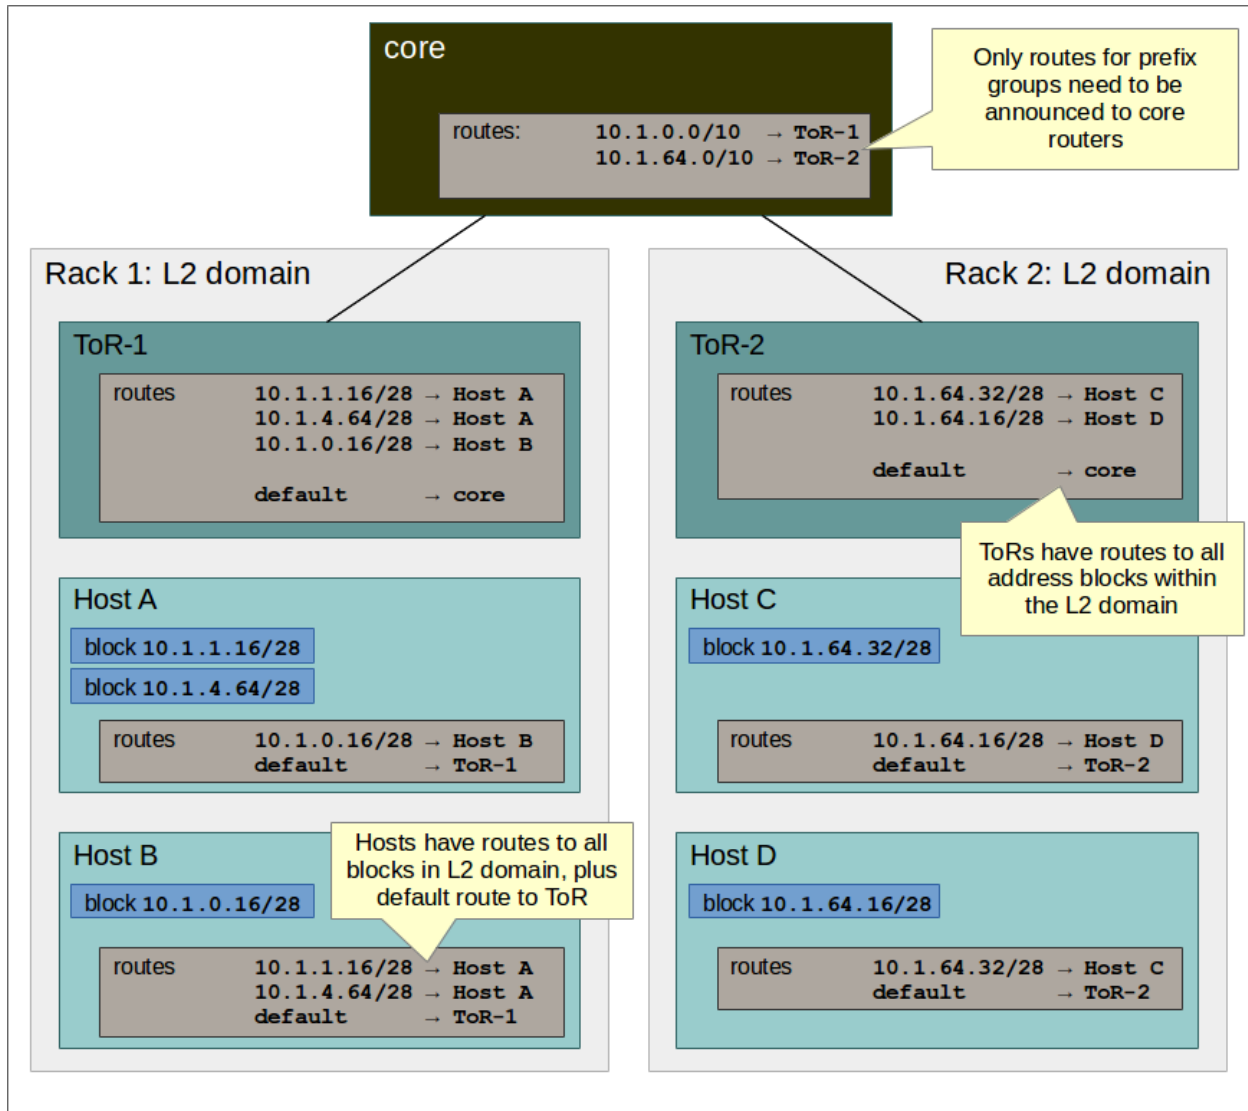 core
Only routes for prefix
groups need to be
announced to core
routers
routes: 10.1.0.0/10 → ToR-1
10.1.64.0/10 → ToR-2
Rack 1: L2 domain
ToR-1
routes 10.1.1.16/28 → Host A
10.1.4.64/28 → Host A
10.1.0.16/28 → Host B
default → core
Host A
block 10.1.1.16/28
block 10.1.4.64/28
routes 10.1.0.16/28 → Host B
default → ToR-1
Host B
block 10.1.0.16/28
Hosts have routes to all
blocks in L2 domain, plus
default route to ToR
routes 10.1.1.16/28 → Host A
10.1.4.64/28 → Host A
default → ToR-1
Rack 2: L2 domain
ToR-2
routes 10.1.64.32/28 → Host C
10.1.64.16/28 → Host D
default → core
ToRs have routes to all
address blocks within
the L2 domain
Host C
block 10.1.64.32/28
routes 10.1.64.16/28 → Host D
default → ToR-2
Host D
block 10.1.64.16/28
routes 10.1.64.32/28 → Host C
default → ToR-2